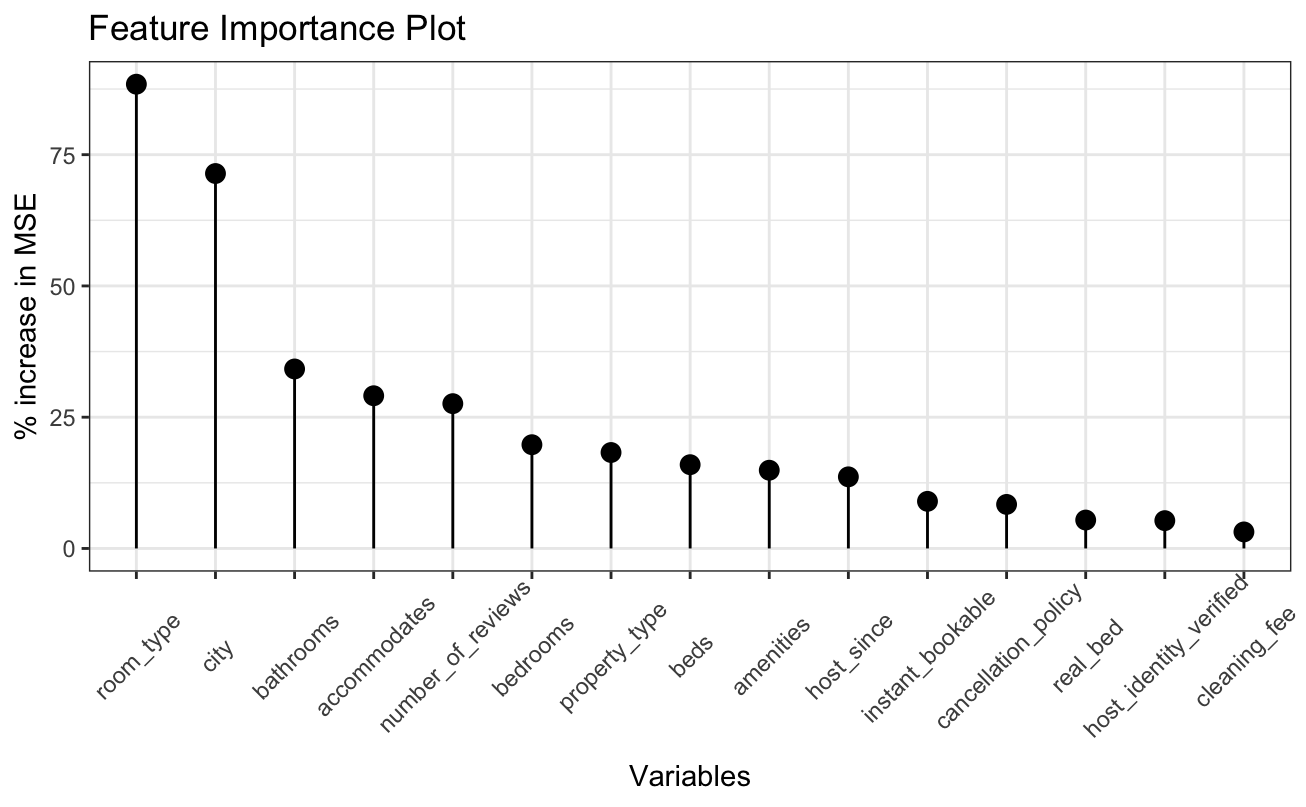 Feature Importance Plot
% increase in MSE
75
50
25
0
room_type
city
bathrooms
accommodates
number_of_reviews
bedrooms
property_type
beds
amenities
host_since
instant_bookable
cancellation_policy
real_bed
host_identity_verified
cleaning_fee
Variables